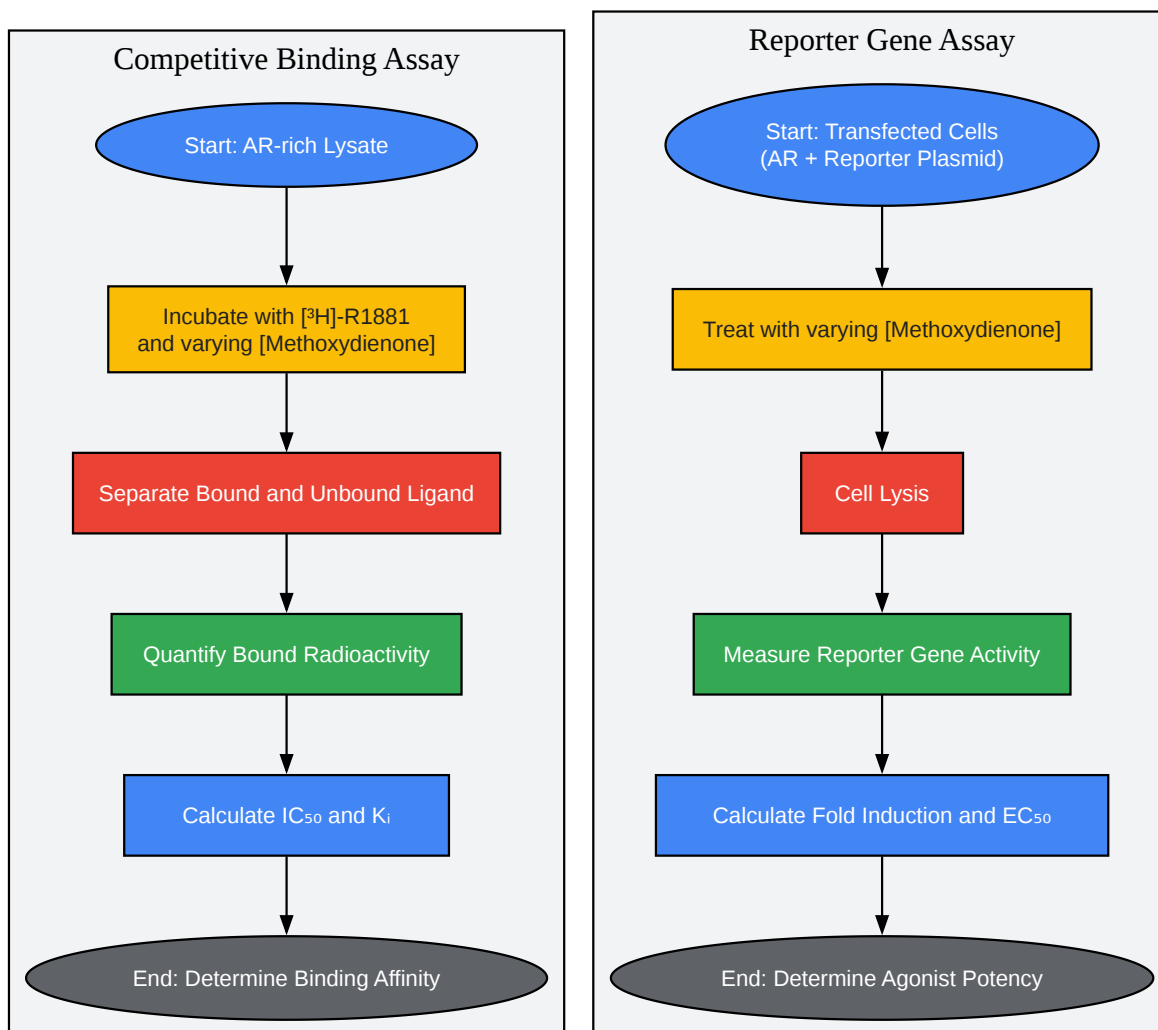 Competitive Binding Assay
Start: AR-rich Lysate
Incubate with [³H]-R1881
and varying [Methoxydienone]
Separate Bound and Unbound Ligand
Quantify Bound Radioactivity
Calculate IC₅₀ and Kᵢ
End: Determine Binding Affinity
Reporter Gene Assay
Start: Transfected Cells
(AR + Reporter Plasmid)
Treat with varying [Methoxydienone]
Cell Lysis
Measure Reporter Gene Activity
Calculate Fold Induction and EC₅₀
End: Determine Agonist Potency